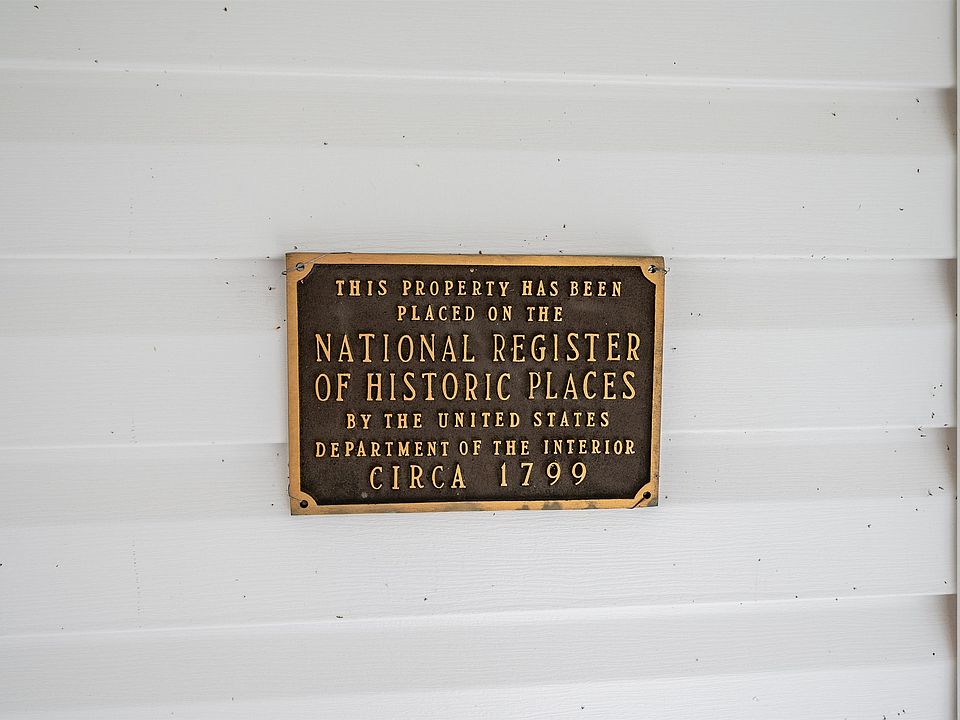 THIS PROPERTY HAS BEEN
PLACED ON THE
NATIONAL REGISTER
OF HISTORIC PLACES
BY THE UNITED STATES
DEPARTMENT OF THE INTERIOR
CIRCA 1799